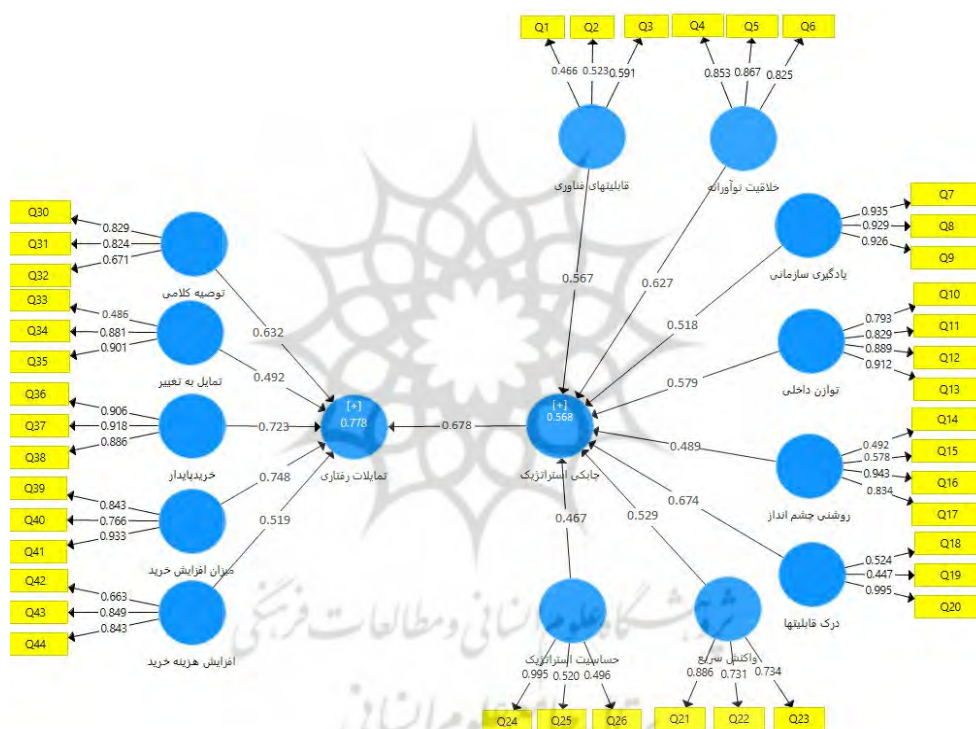 Q1 Q2 Q3 Q4 Q5 Q6
0.466 0.523 0.591 0.853 0.867 0.825
قابلیتهای فناوری
خلاقیت نوآورانه
Q7
Q8
Q9
0.935
0.929
0.926
یادگیری سازمانی
Q10
Q11
Q12
Q13
0.793
0.829
0.889
0.912
توازن داخلی
Q14
Q15
Q16
Q17
0.492
0.578
0.943
0.834
روشنی چشم انداز
Q18
Q19
Q20
0.524
0.447
0.995
درک قابلیتها
0.567
0.627
0.518
0.579
0.489
0.674
0.529
0.467
[+]
0.568
چابکی استراتژیک
0.678
[+]
0.778
تمایلات رفتاری
Q30
Q31
Q32
0.829
0.824
0.671
توصیه کلامی
0.632
Q33
Q34
Q35
0.486
0.881
0.901
تمایل به تغییر
0.492
Q36
Q37
Q38
0.906
0.918
0.886
خریدپایدار
0.723
Q39
Q40
Q41
0.843
0.766
0.933
میزان افزایش خرید
0.748
Q42
Q43
Q44
0.663
0.849
0.843
افزایش هزینه خرید
0.519
حساسیت استراتژیک
واکنش سریع
0.995 0.520 0.496 0.886 0.731 0.734
Q24 Q25 Q26 Q21 Q22 Q23
پژوهشگاه علوم انسانی و مطالعات فرهنگی
پرتال جامع علوم انسانی